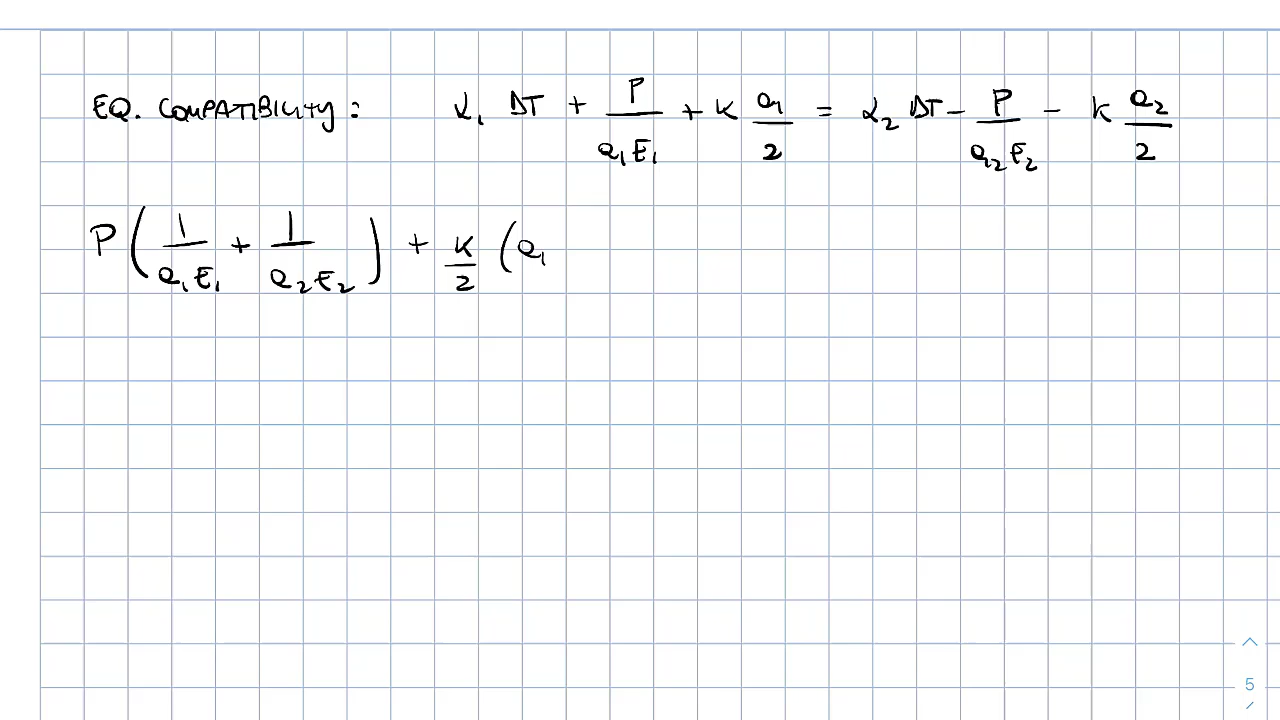 EQ. COMPATIBILITY: α₁ ΔT + P/(a₁E₁) + K a₁/2 = α₂ ΔT - P/(a₂E₂) - K a₂/2
P(1/(a₁E₁) + 1/(a₂E₂)) + K/2 (a₁
5